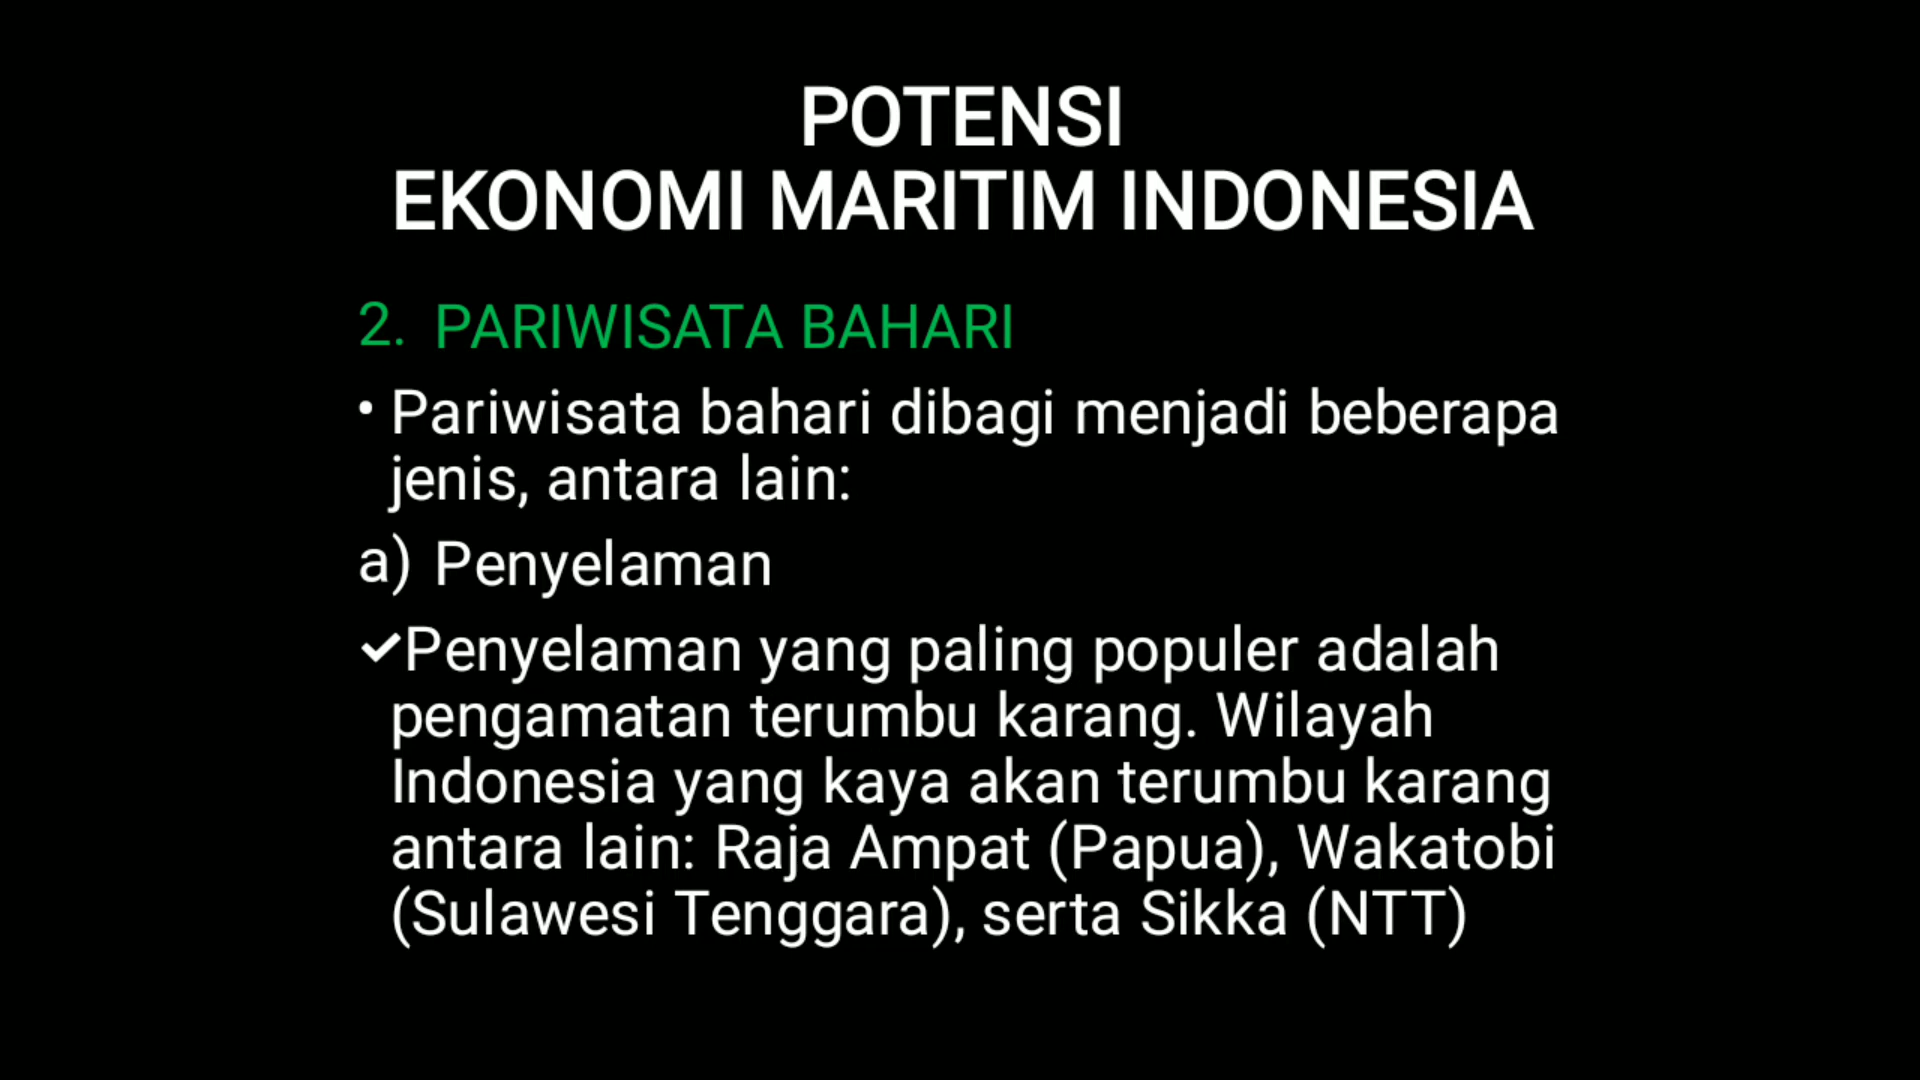 POTENSI
EKONOMI MARITIM INDONESIA
2. PARIWISATA BAHARI
• Pariwisata bahari dibagi menjadi beberapa
jenis, antara lain:
a) Penyelaman
✔Penyelaman yang paling populer adalah
pengamatan terumbu karang. Wilayah
Indonesia yang kaya akan terumbu karang
antara lain: Raja Ampat (Papua), Wakatobi
(Sulawesi Tenggara), serta Sikka (NTT)